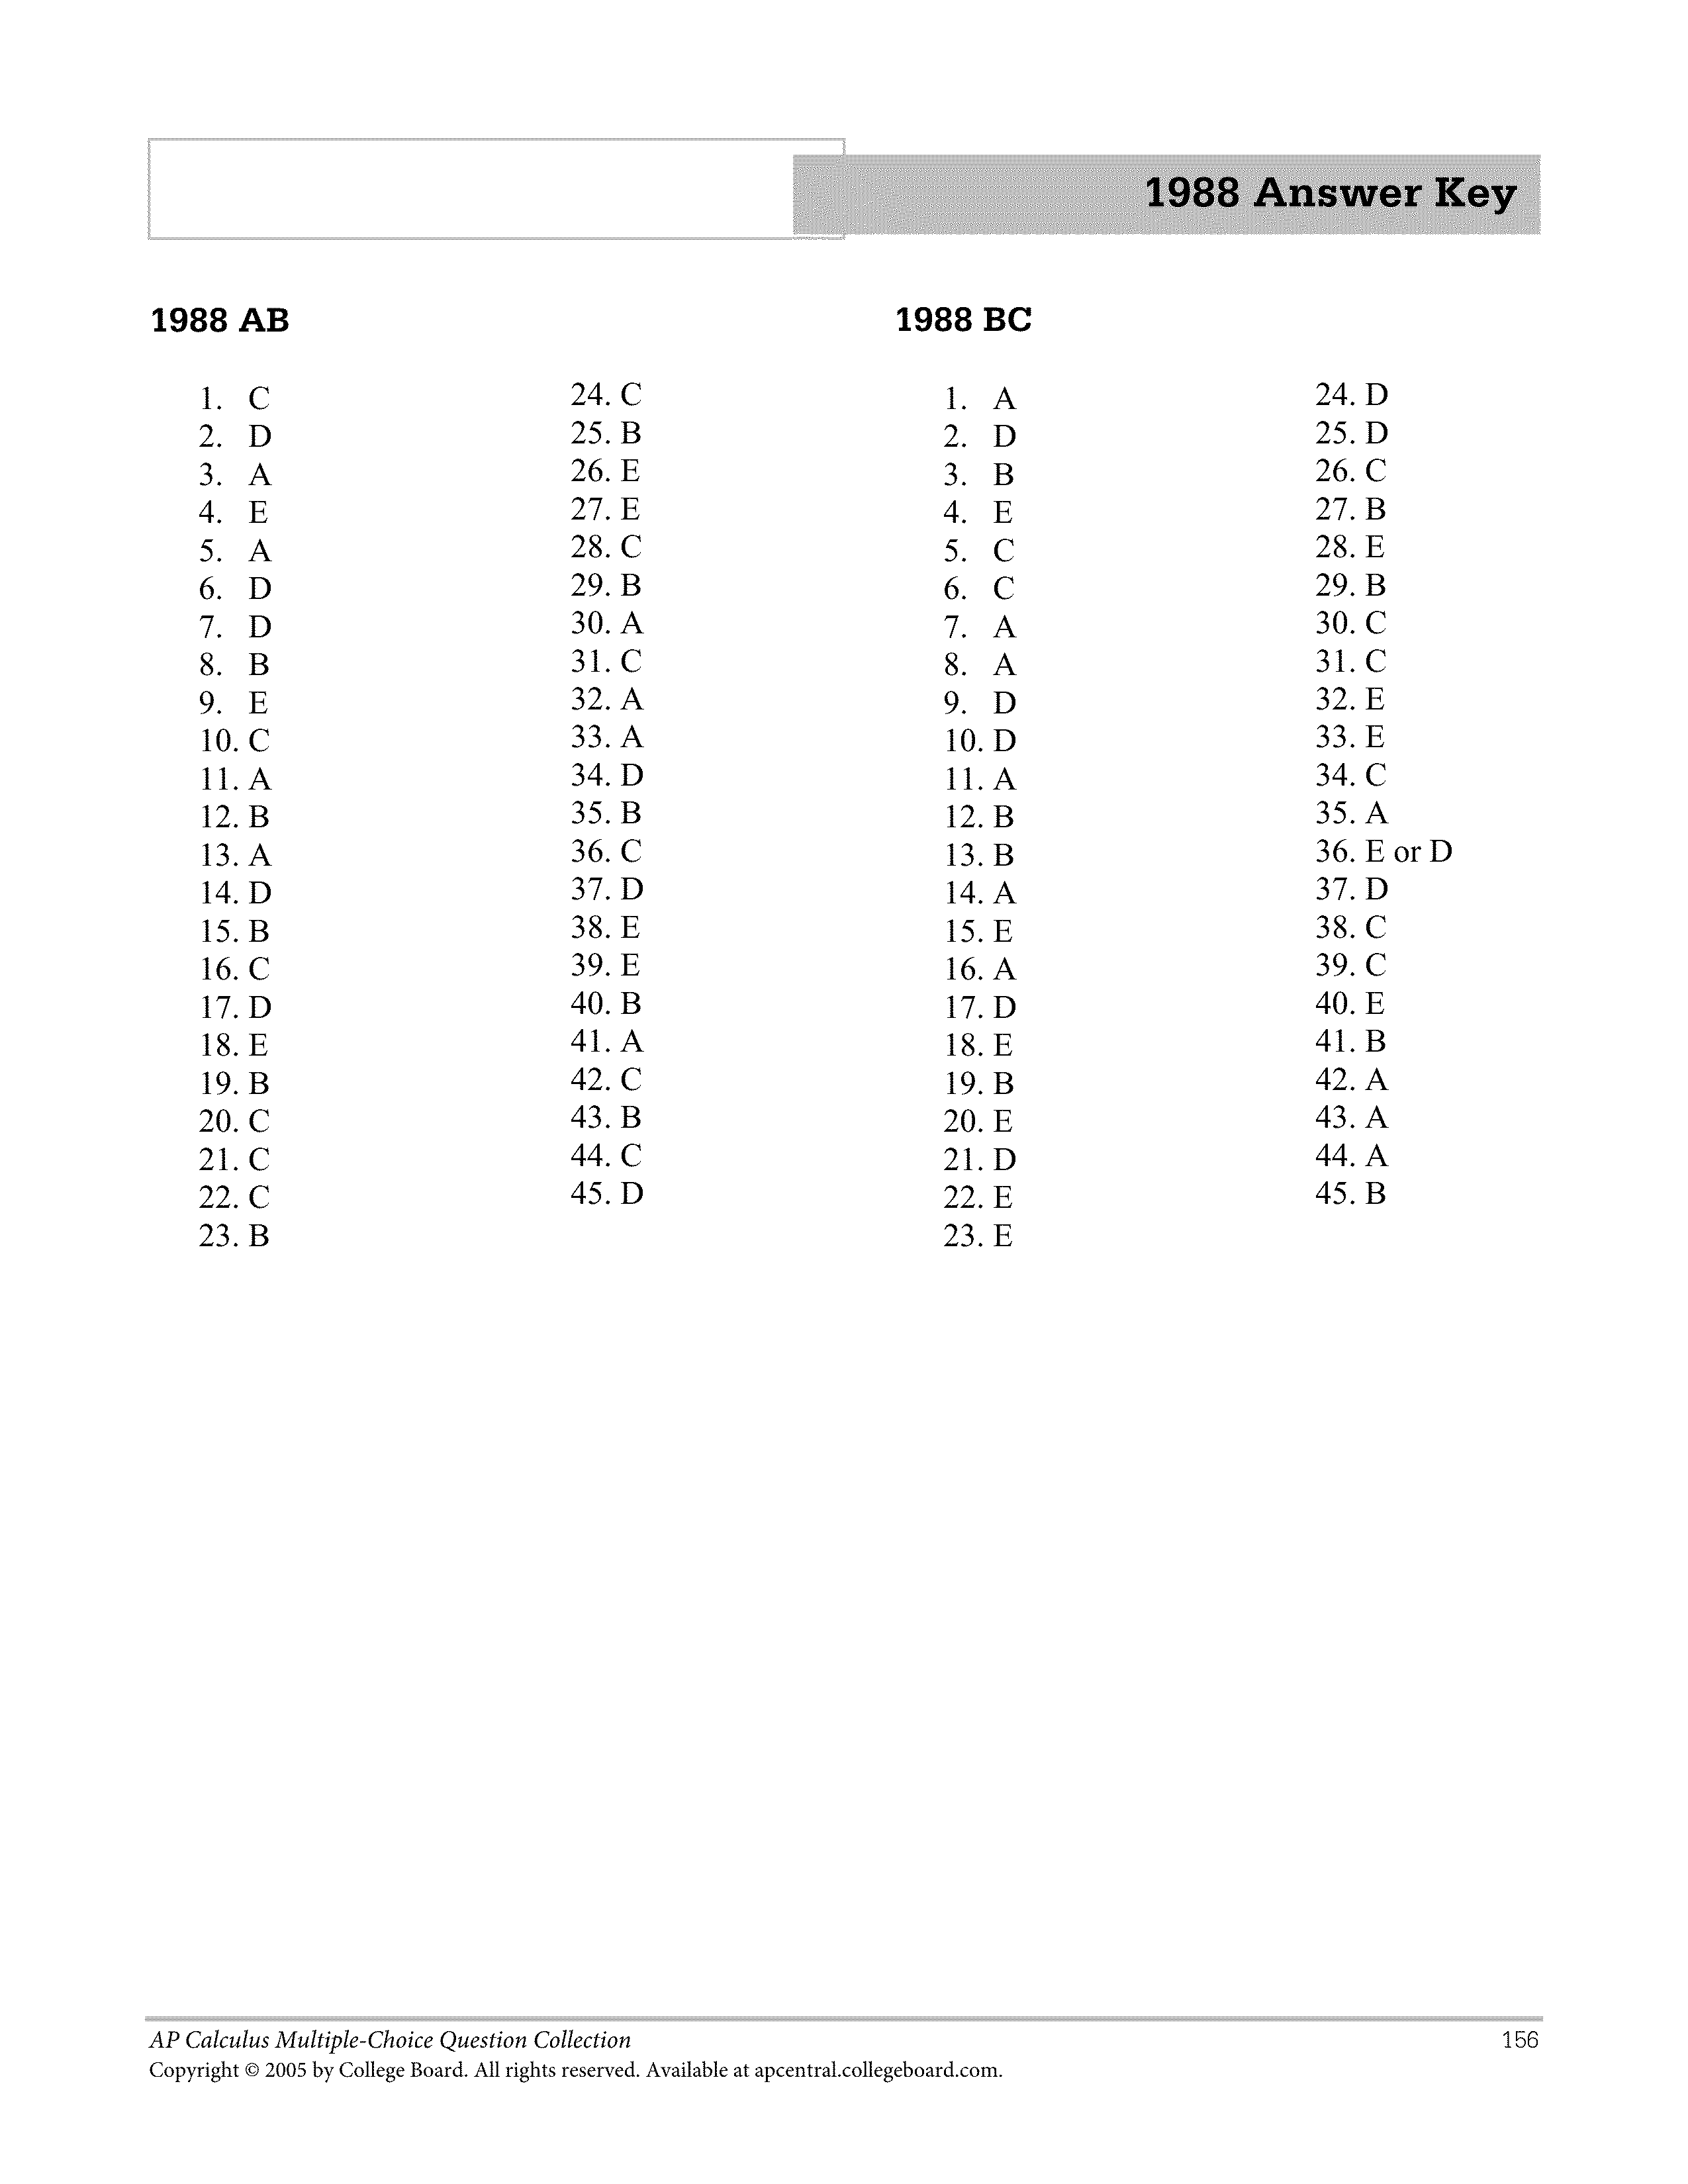 1988 Answer Key
1988 AB
1. C
2. D
3. A
4. E
5. A
6. D
7. D
8. B
9. E
10. C
11. A
12. B
13. A
14. D
15. B
16. C
17. D
18. E
19. B
20. C
21. C
22. C
23. B
24. C
25. B
26. E
27. E
28. C
29. B
30. A
31. C
32. A
33. A
34. D
35. B
36. C
37. D
38. E
39. E
40. B
41. A
42. C
43. B
44. C
45. D
1988 BC
1. A
2. D
3. B
4. E
5. C
6. C
7. A
8. A
9. D
10. D
11. A
12. B
13. B
14. A
15. E
16. A
17. D
18. E
19. B
20. E
21. D
22. E
23. E
24. D
25. D
26. C
27. B
28. E
29. B
30. C
31. C
32. E
33. E
34. C
35. A
36. E or D
37. D
38. C
39. C
40. E
41. B
42. A
43. A
44. A
45. B
AP Calculus Multiple-Choice Question Collection
156
Copyright © 2005 by College Board. All rights reserved. Available at apcentral.collegeboard.com.